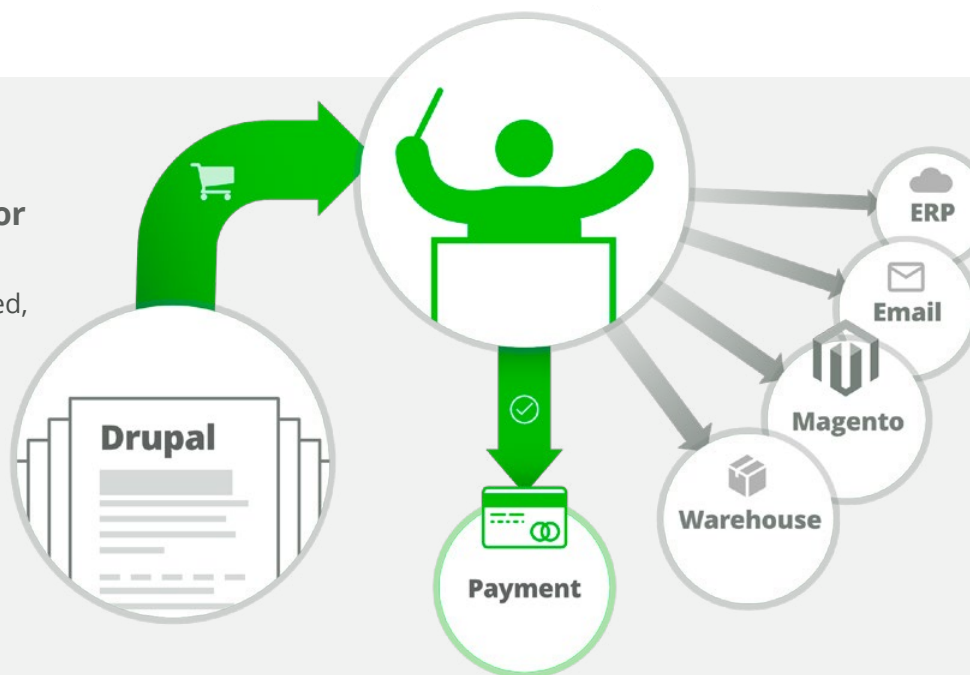 or
ed,
Drupal
ERP
Email
Magento
Warehouse
Payment